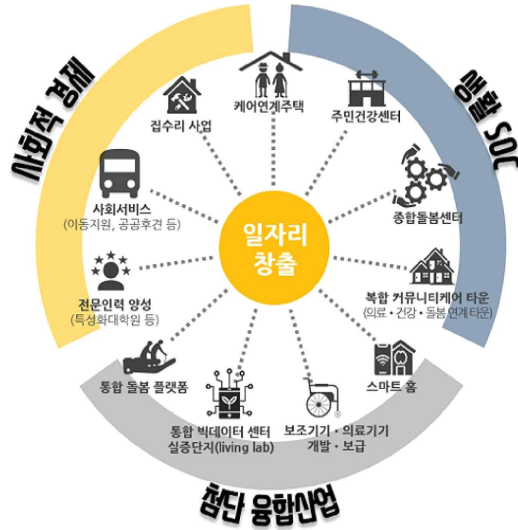 사회적 경제
생활 SOC
케어연계주택
집수리 사업
주민건강센터
사회서비스
(이동지원, 공공후견 등)
종합돌봄센터
일자리
창출
전문인력 양성
(특성화대학원 등)
복합 커뮤니티케어 타운
(의료・건강・돌봄 연계 타운)
통합 돌봄 플랫폼
스마트 홈
통합 빅데이터 센터
실증단지(living lab)
보조기기・의료기기
개발・보급
첨단 융합산업